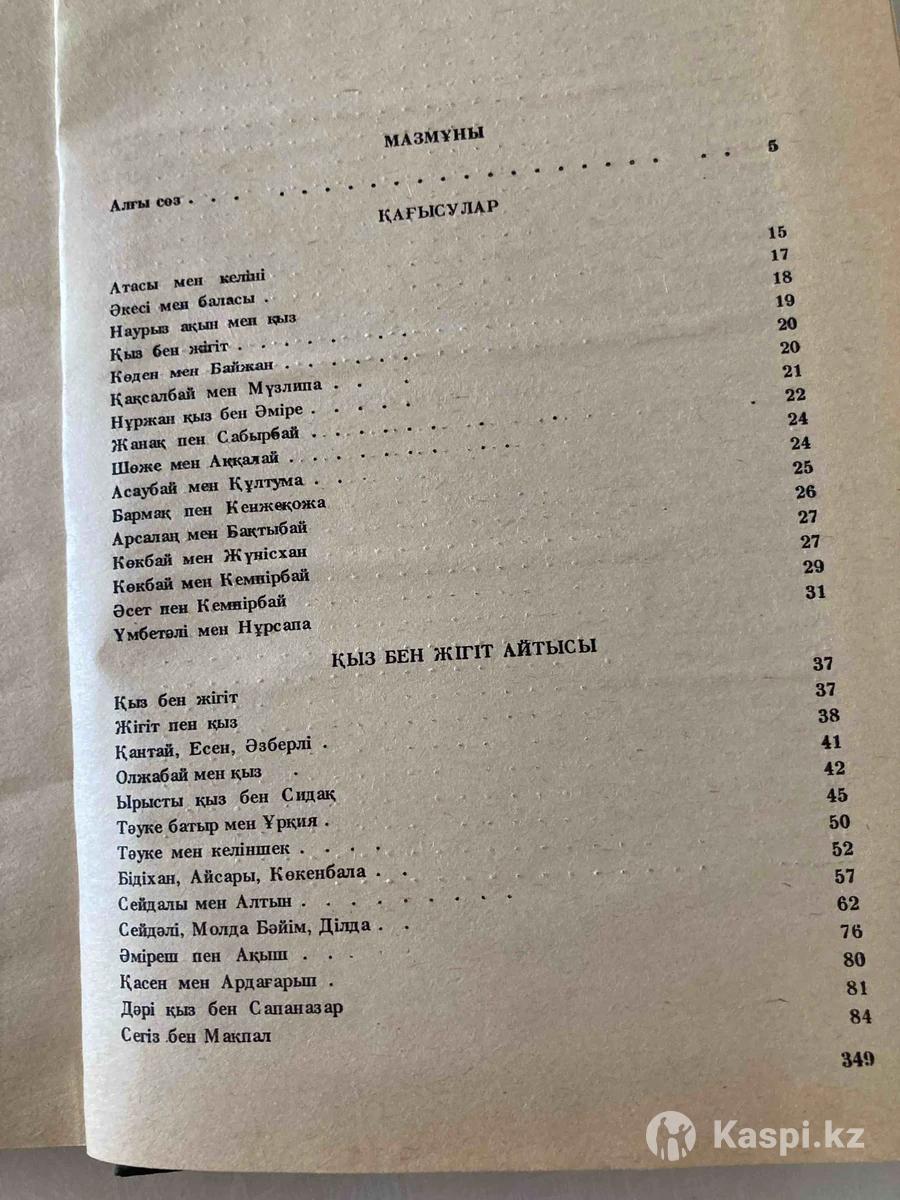 МАЗМҰНЫ
Алғы сөз . . . . . . . . . . . . . . . . . . . . 5
ҚАҒЫСУЛАР
Атасы мен келіні 15
Әкесі мен баласы . 17
Наурыз ақын мен қыз 18
Қыз бен жігіт . . . . . . 19
Көден мен Байжан . . . . . . 20
Қақсалбай мен Мүзлипа . . . 20
Нұржан қыз бен Әміре . . . . . 21
Жанақ пен Сабырбай . . . . . . 22
Шөже мен Аққалай . . . . . . 24
Асаубай мен Құлтума . . . 24
Бармақ пен Кенжеқожа 25
Арсалаң мен Бақтыбай 26
Көкбай мен Жүнісхан 27
Көкбай мен Кемпірбай 27
Әсет пен Кемпірбай 29
Үмбетәлі мен Нұрсапа 31
ҚЫЗ БЕН ЖІГІТ АЙТЫСЫ
Қыз бен жігіт 37
Жігіт пен қыз 37
Қантай, Есен, Әзберлі . 38
Олжабай мен қыз . 41
Ырысты қыз бен Сидақ 42
Тәуке батыр мен Ұрқия . 45
Тәуке мен келіншек . . . . 50
Бідіхан, Айсары, Көкенбала . . 52
Сейдалы мен Алтын . . . . . . . . . 57
Сейдәлі, Молда Бәйім, Ділда . . 62
Әміреш пен Ақыш . . . 76
Қасен мен Ардағарып . 80
Дәрі қыз бен Сапаназар 81
Сегіз бен Мақпал 84
349
Kaspi.kz